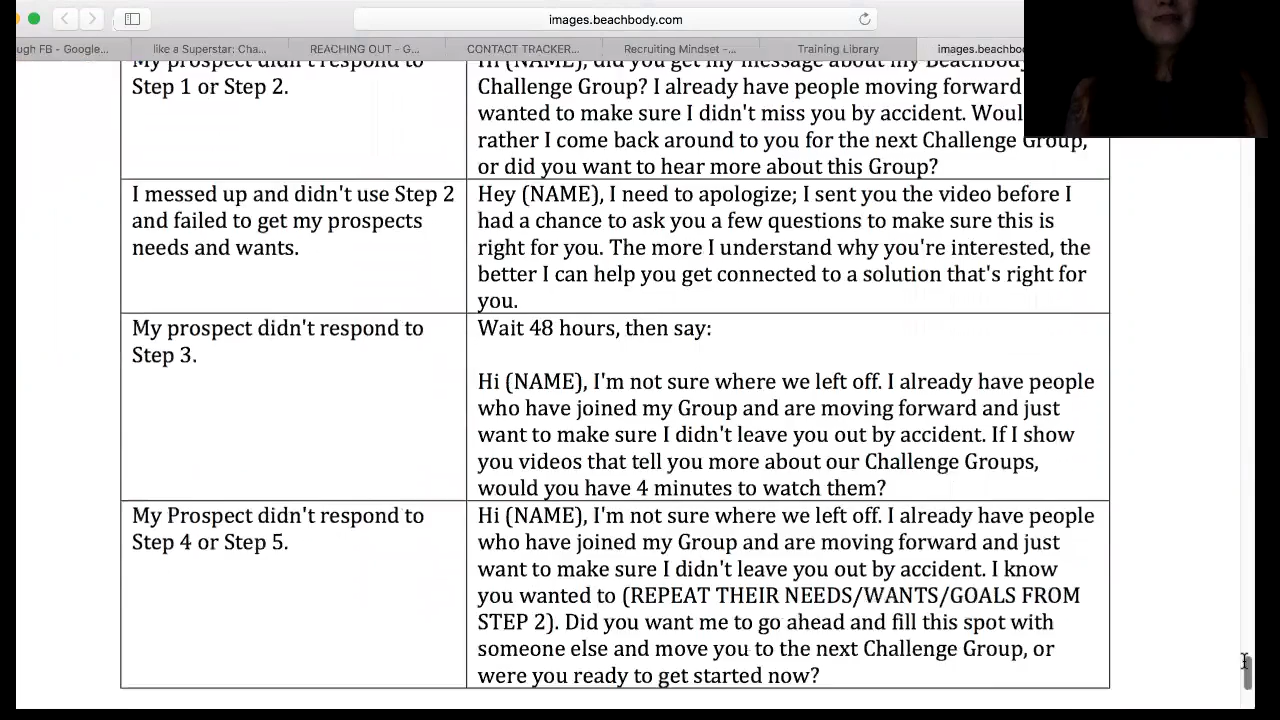 images.beachbody.com
ugh FB - Google...
like a Superstar: Cha...
REACHING OUT - G...
CONTACT TRACKER...
Recruiting Mindset -...
Training Library
images.beachbo
My prospect didn't respond to
Step 1 or Step 2.
Hi (NAME), did you get my message about my Beachbody
Challenge Group? I already have people moving forward
wanted to make sure I didn't miss you by accident. Woul
rather I come back around to you for the next Challenge Group,
or did you want to hear more about this Group?
I messed up and didn't use Step 2
and failed to get my prospects
needs and wants.
Hey (NAME), I need to apologize; I sent you the video before I
had a chance to ask you a few questions to make sure this is
right for you. The more I understand why you're interested, the
better I can help you get connected to a solution that's right for
you.
My prospect didn't respond to
Step 3.
Wait 48 hours, then say:
Hi (NAME), I'm not sure where we left off. I already have people
who have joined my Group and are moving forward and just
want to make sure I didn't leave you out by accident. If I show
you videos that tell you more about our Challenge Groups,
would you have 4 minutes to watch them?
My Prospect didn't respond to
Step 4 or Step 5.
Hi (NAME), I'm not sure where we left off. I already have people
who have joined my Group and are moving forward and just
want to make sure I didn't leave you out by accident. I know
you wanted to (REPEAT THEIR NEEDS/WANTS/GOALS FROM
STEP 2). Did you want me to go ahead and fill this spot with
someone else and move you to the next Challenge Group, or
were you ready to get started now?